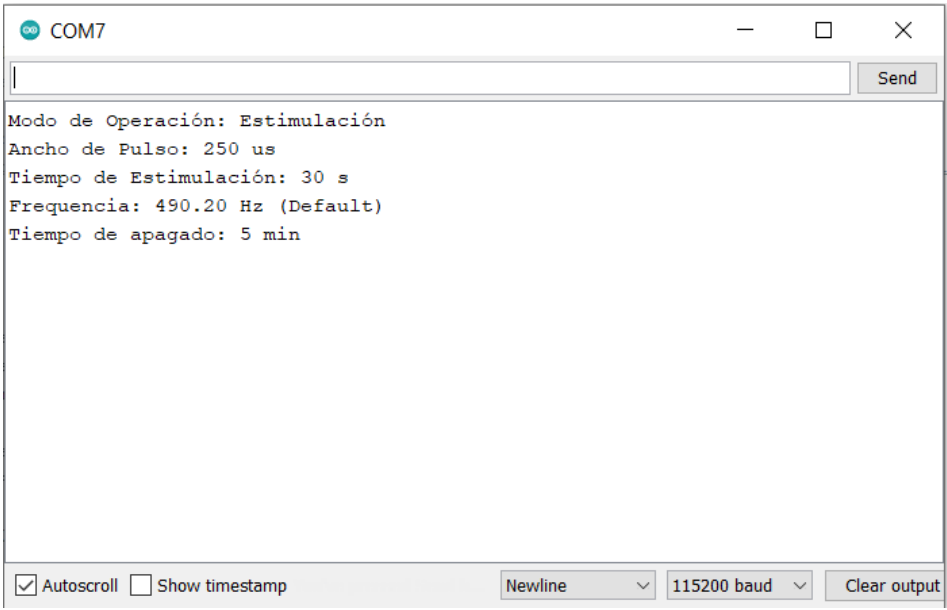 COM7
Send
Modo de Operación: Estimulación
Ancho de Pulso: 250 us
Tiempo de Estimulación: 30 s
Frequencia: 490.20 Hz (Default)
Tiempo de apagado: 5 min
Autoscroll Show timestamp Newline 115200 baud Clear output